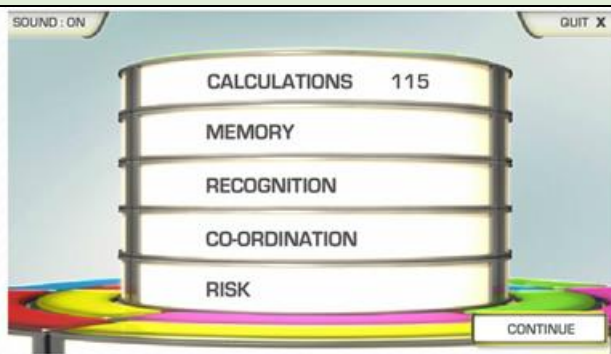 SOUND : ON
QUIT X
CALCULATIONS 115
MEMORY
RECOGNITION
CO-ORDINATION
RISK
CONTINUE